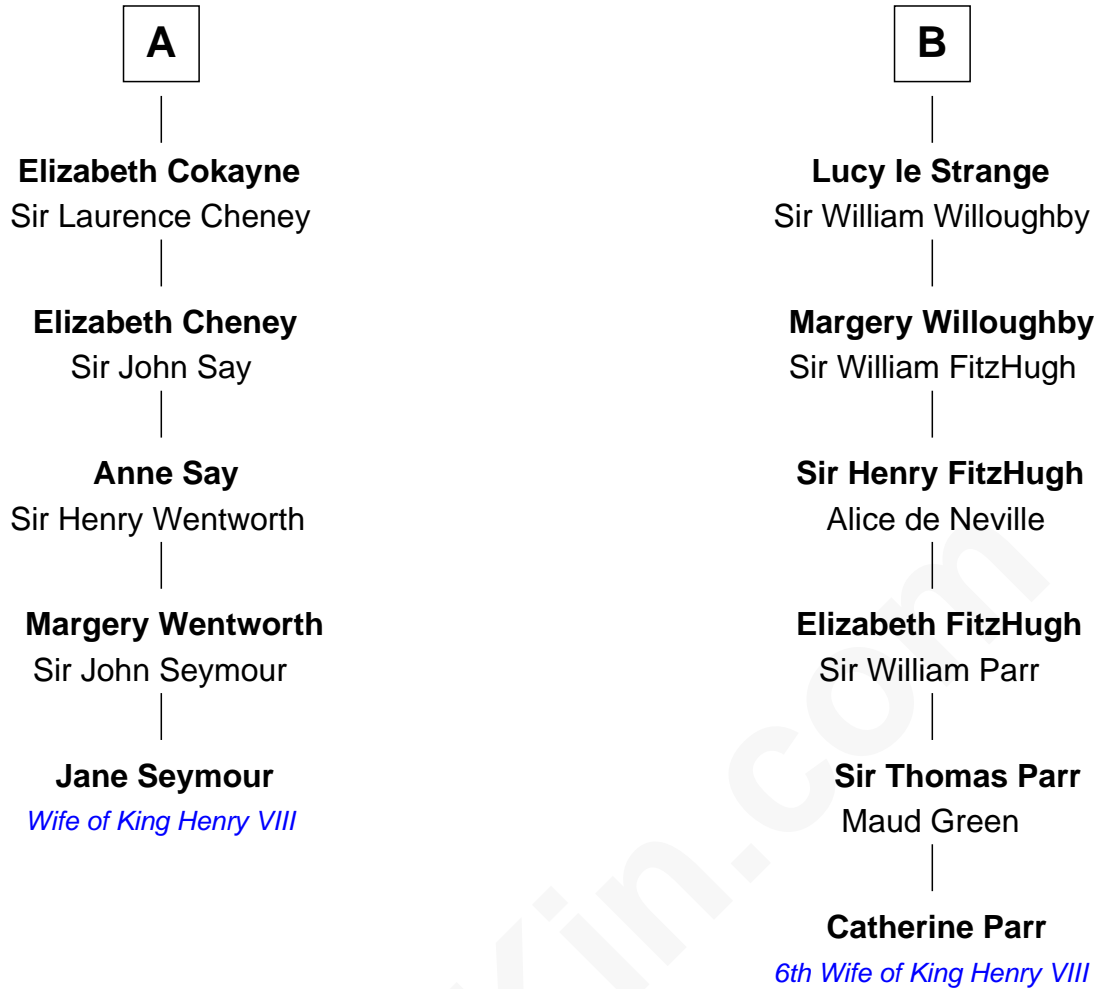 A
Elizabeth Cokayne
Sir Laurence Cheney
Elizabeth Cheney
Sir John Say
Anne Say
Sir Henry Wentworth
Margery Wentworth
Sir John Seymour
Jane Seymour
Wife of King Henry VIII
B
Lucy le Strange
Sir William Willoughby
Margery Willoughby
Sir William FitzHugh
Sir Henry FitzHugh
Alice de Neville
Elizabeth FitzHugh
Sir William Parr
Sir Thomas Parr
Maud Green
Catherine Parr
6th Wife of King Henry VIII
Kin.com